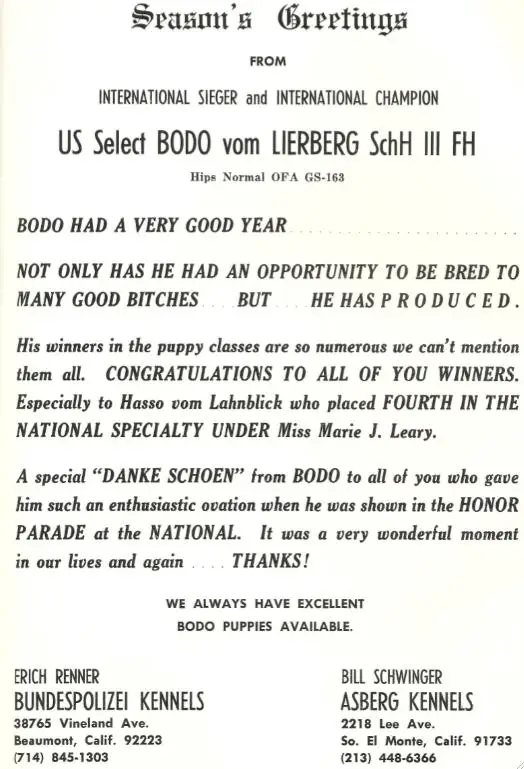 Season's Greetings
FROM
INTERNATIONAL SIEGER and INTERNATIONAL CHAMPION
US Select BODO vom LIERBERG SchH III FH
Hips Normal OFA GS-163
BODO HAD A VERY GOOD YEAR . . . . . . . . . . . . . . . . . . . . . .
NOT ONLY HAS HE HAD AN OPPORTUNITY TO BE BRED TO
MANY GOOD BITCHES . . . . BUT . . . . HE HAS P R O D U C E D .
His winners in the puppy classes are so numerous we can't mention
them all. CONGRATULATIONS TO ALL OF YOU WINNERS.
Especially to Hasso vom Lahnblick who placed FOURTH IN THE
NATIONAL SPECIALTY UNDER Miss Marie J. Leary.
A special "DANKE SCHOEN" from BODO to all of you who gave
him such an enthusiastic ovation when he was shown in the HONOR
PARADE at the NATIONAL. It was a very wonderful moment
in our lives and again . . . . THANKS!
WE ALWAYS HAVE EXCELLENT
BODO PUPPIES AVAILABLE.
ERICH RENNER
BUNDESPOLIZEI KENNELS
38765 Vineland Ave.
Beaumont, Calif. 92223
(714) 845-1303
BILL SCHWINGER
ASBERG KENNELS
2218 Lee Ave.
So. El Monte, Calif. 91733
(213) 448-6366